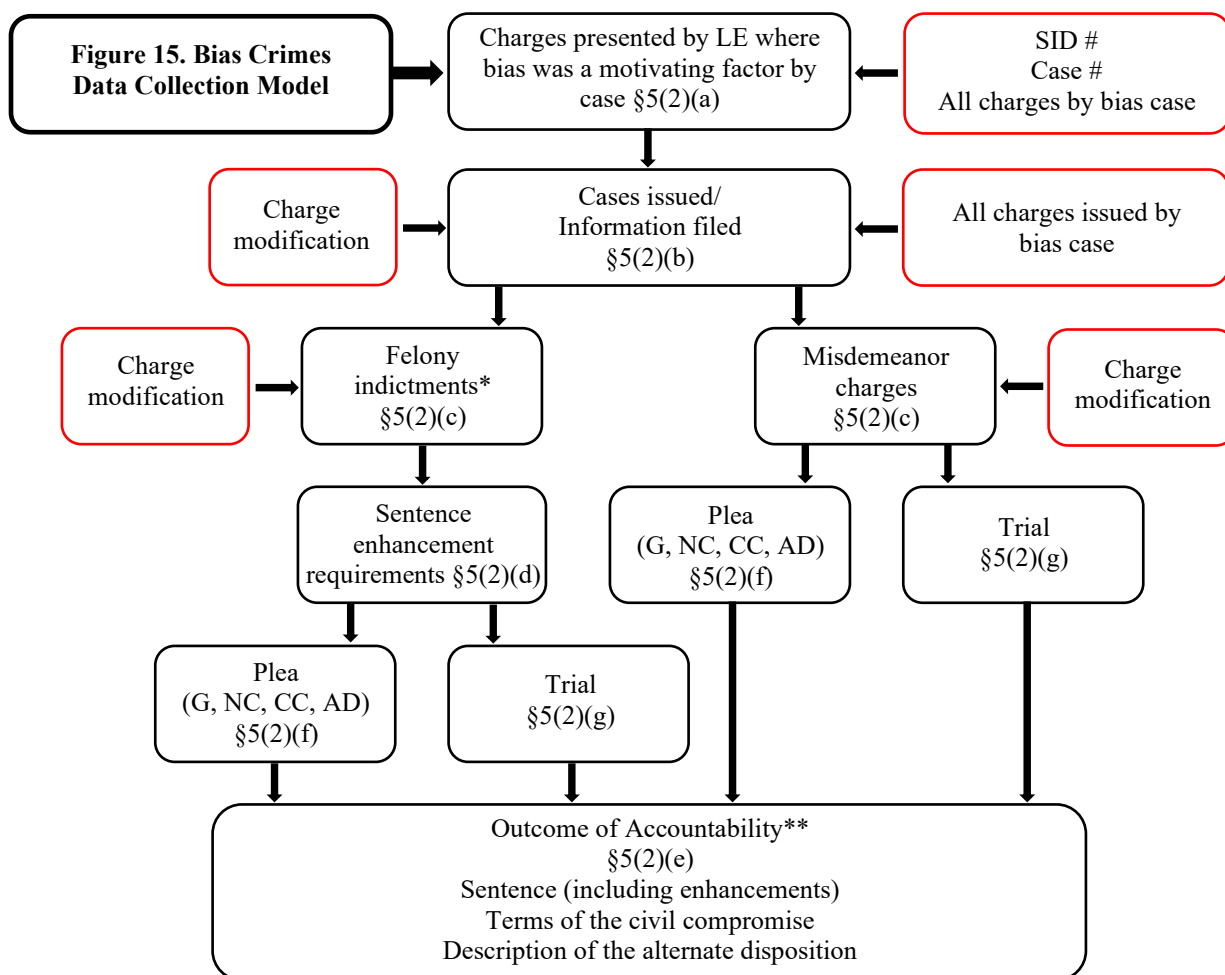 Figure 15. Bias Crimes
Data Collection Model
Charges presented by LE where
bias was a motivating factor by
case §5(2)(a)
SID #
Case #
All charges by bias case
Charge
modification
Cases issued/
Information filed
§5(2)(b)
All charges issued by
bias case
Charge
modification
Felony
indictments*
§5(2)(c)
Misdemeanor
charges
§5(2)(c)
Charge
modification
Sentence
enhancement
requirements §5(2)(d)
Plea
(G, NC, CC, AD)
§5(2)(f)
Trial
§5(2)(g)
Plea
(G, NC, CC, AD)
§5(2)(f)
Trial
§5(2)(g)
Outcome of Accountability**
§5(2)(e)
Sentence (including enhancements)
Terms of the civil compromise
Description of the alternate disposition